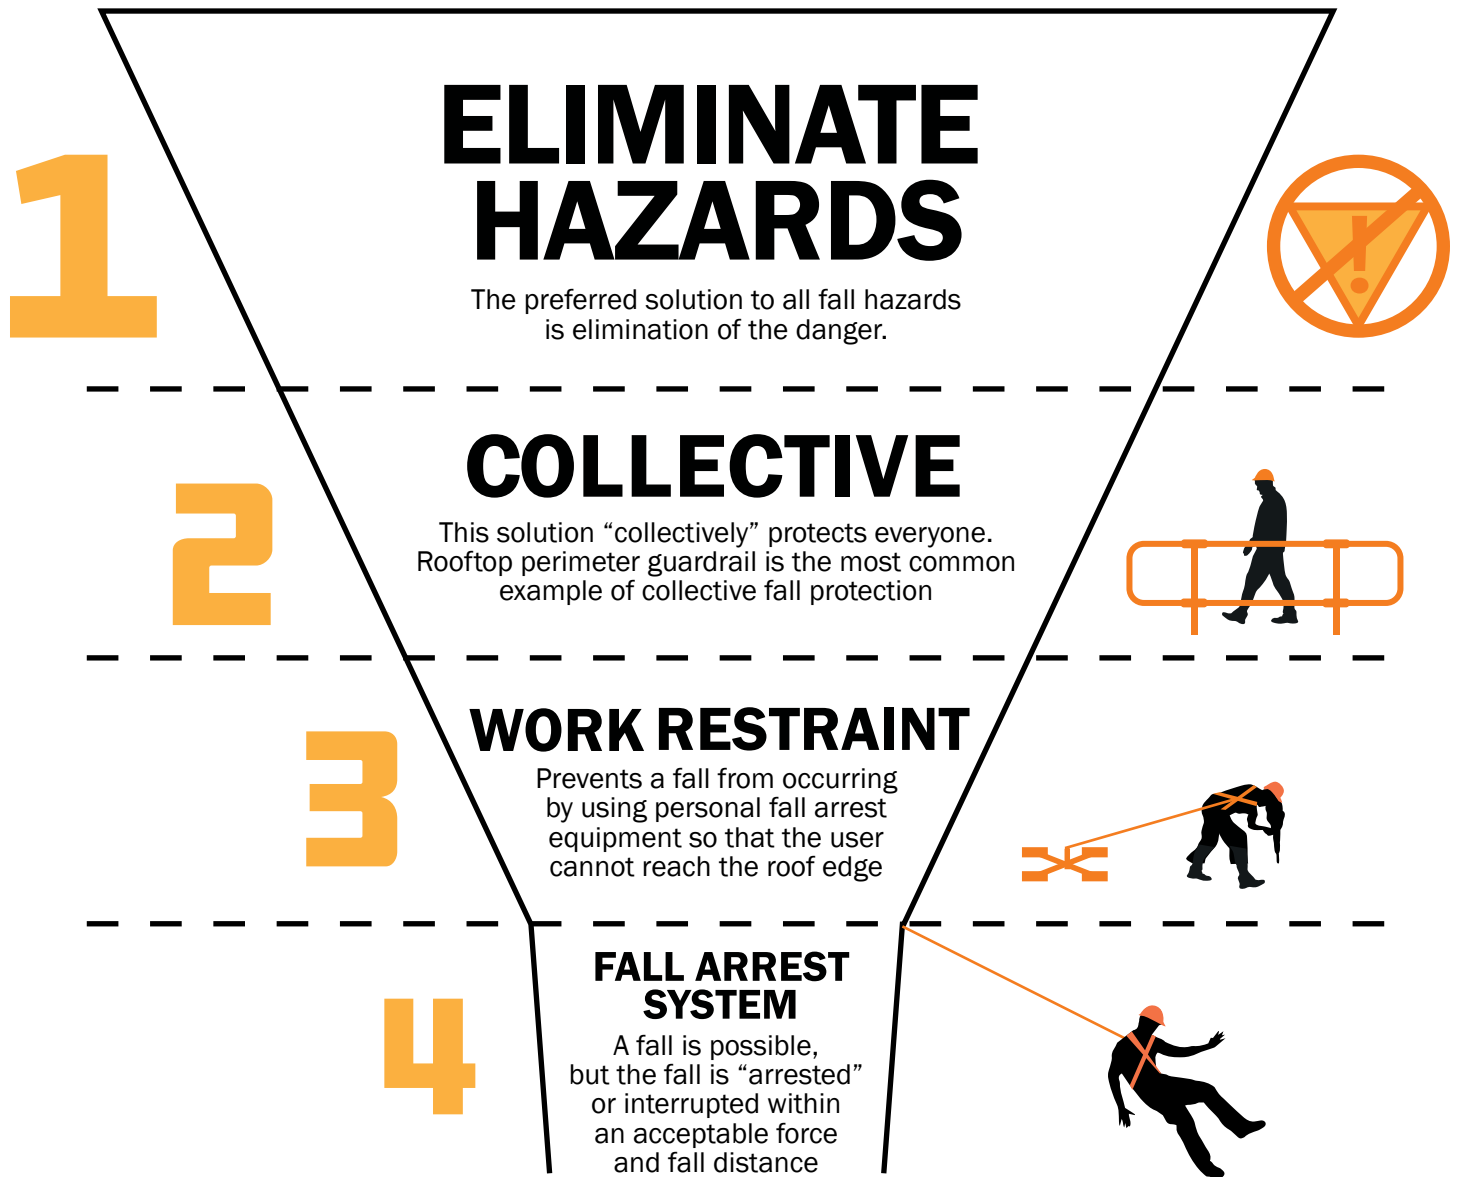 1
ELIMINATE
HAZARDS
The preferred solution to all fall hazards
is elimination of the danger.
!
2
COLLECTIVE
This solution “collectively” protects everyone.
Rooftop perimeter guardrail is the most common
example of collective fall protection
3
WORK RESTRAINT
Prevents a fall from occurring
by using personal fall arrest
equipment so that the user
cannot reach the roof edge
4
FALL ARREST
SYSTEM
A fall is possible,
but the fall is “arrested”
or interrupted within
an acceptable force
and fall distance